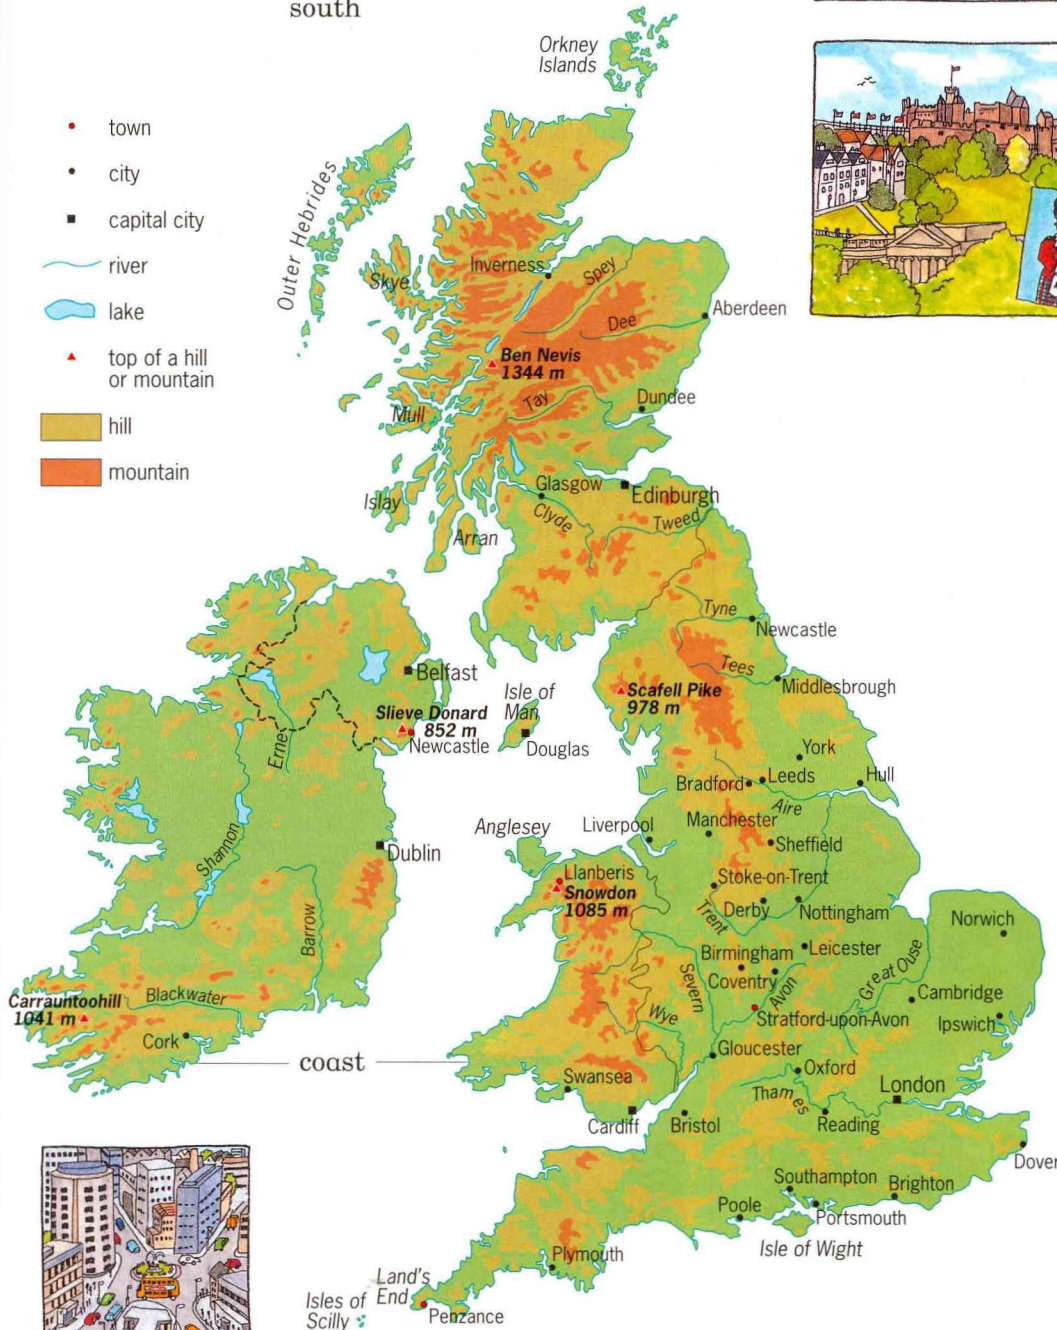 south
Orkney
Islands
town
city
capital city
river
lake
top of a hill
or mountain
hill
mountain
Outer Hebrides
Skye
Inverness
Spey
Dee
Aberdeen
Ben Nevis
1344 m
Tay
Dundee
Mull
Islay
Arran
Glasgow
Edinburgh
Clyde
Tweed
Tyne
Newcastle
Tees
Middlesbrough
Scafell Pike
978 m
Belfast
Slieve Donard
852 m
Newcastle
Erne
Isle of
Man
Douglas
York
Leeds
Hull
Bradford
Aire
Manchester
Liverpool
Anglesey
Sheffield
Shannon
Dublin
Llanberis
Snowdon
1085 m
Stoke-on-Trent
Derby
Nottingham
Trent
Norwich
Barrow
Birmingham
Leicester
Coventry
Severn
Avon
Great Ouse
Cambridge
Carrauntoohill
1041 m
Blackwater
Wye
Stratford-upon-Avon
Ipswich
Cork
Gloucester
coast
Oxford
Swansea
Thames
London
Cardiff
Bristol
Reading
Dover
Southampton
Brighton
Poole
Portsmouth
Isle of Wight
Plymouth
Land's
End
Isles of
Scilly
Penzance